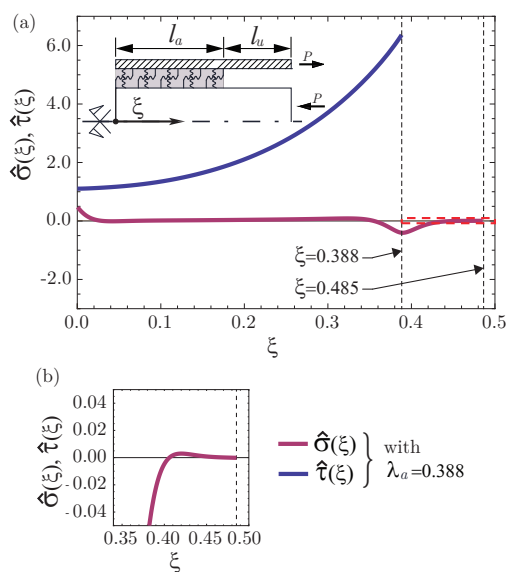 (a)
l_a
l_u
P
P
ξ
6.0
4.0
2.0
0.0
-2.0
σ̂(ξ), τ̂(ξ)
ξ=0.388
ξ=0.485
0.0 0.1 0.2 0.3 0.4 0.5
ξ
(b)
0.04
0.02
0.00
-0.02
-0.04
σ̂(ξ), τ̂(ξ)
0.35 0.40 0.45 0.50
ξ
σ̂(ξ)
τ̂(ξ)
with
λ_a=0.388